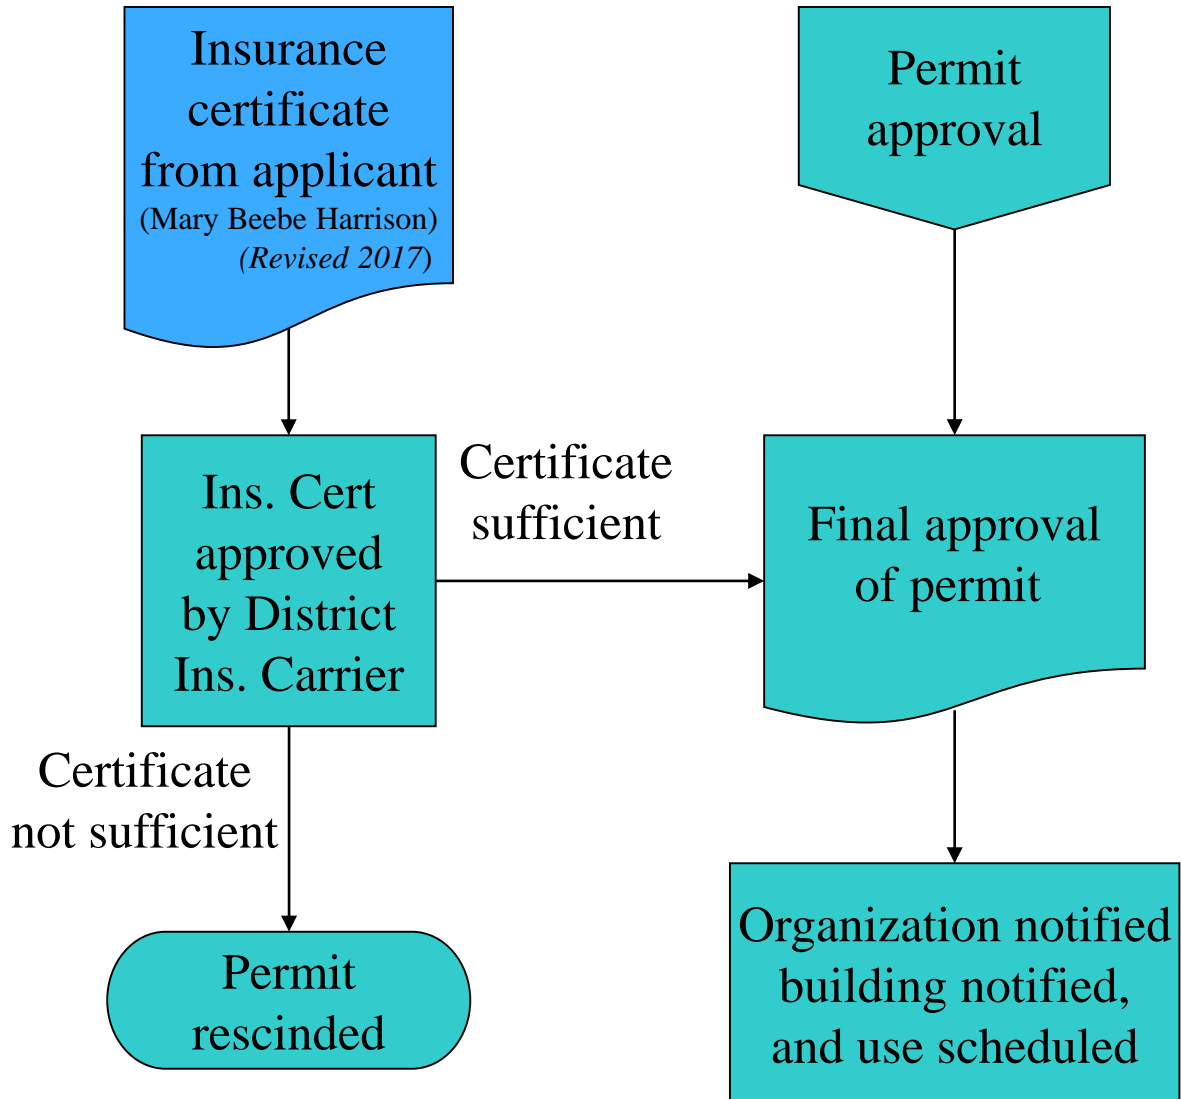 Insurance
certificate
from applicant
(Mary Beebe Harrison)
(Revised 2017)
Permit
approval
Ins. Cert
approved
by District
Ins. Carrier
Certificate
sufficient
Final approval
of permit
Certificate
not sufficient
Permit
rescinded
Organization notified
building notified,
and use scheduled